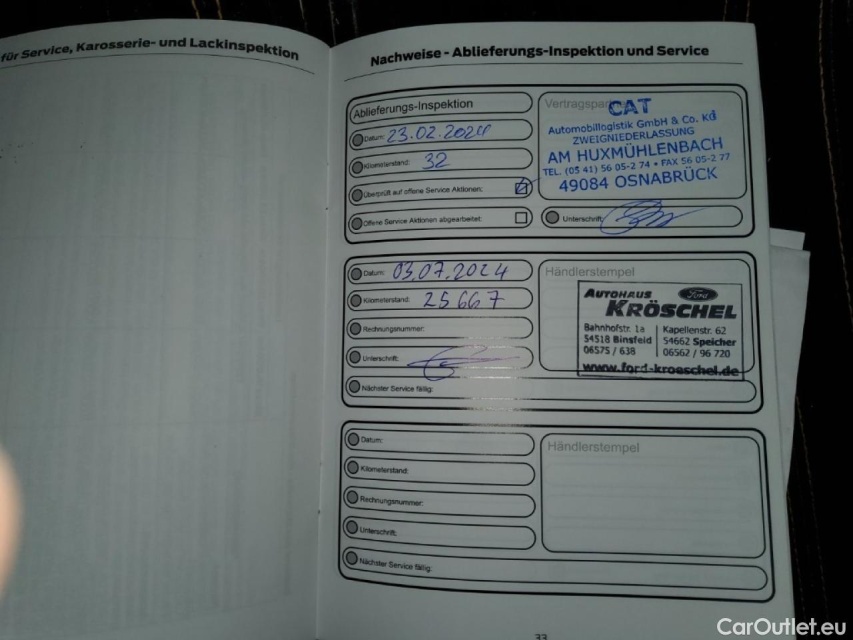 für Service, Karosserie- und Lackinspektion
Nachweise - Ablieferungs-Inspektion und Service
Ablieferungs-Inspektion
Datum: 23.02.202
Kilometerstand: 32
Überprüft auf offene Service Aktionen:
Offene Service Aktionen abgearbeitet:
CAT
Automobillogistik GmbH & Co. KG
ZWEIGNIEDERLASSUNG
AM HUXMÜHLENBACH
TEL. (05 41) 56 05-2 74 • FAX 56 05-2 77
49084 OSNABRÜCK
Unterschrift:
Datum: 03.07.2024
Kilometerstand: 25667
Rechnungsnummer:
Unterschrift:
Nächster Service fällig:
Händlerstempel
AUTOHAUS Ford
KRÖSCHEL
Bahnhofstr. 1a
54518 Binsfeld
06575 / 638
Kapellenstr. 62
54662 Speicher
06562 / 96 720
www.ford-kroeschel.de
Datum:
Kilometerstand:
Rechnungsnummer:
Unterschrift:
Nächster Service fällig:
Händlerstempel
33
CarOutlet.eu